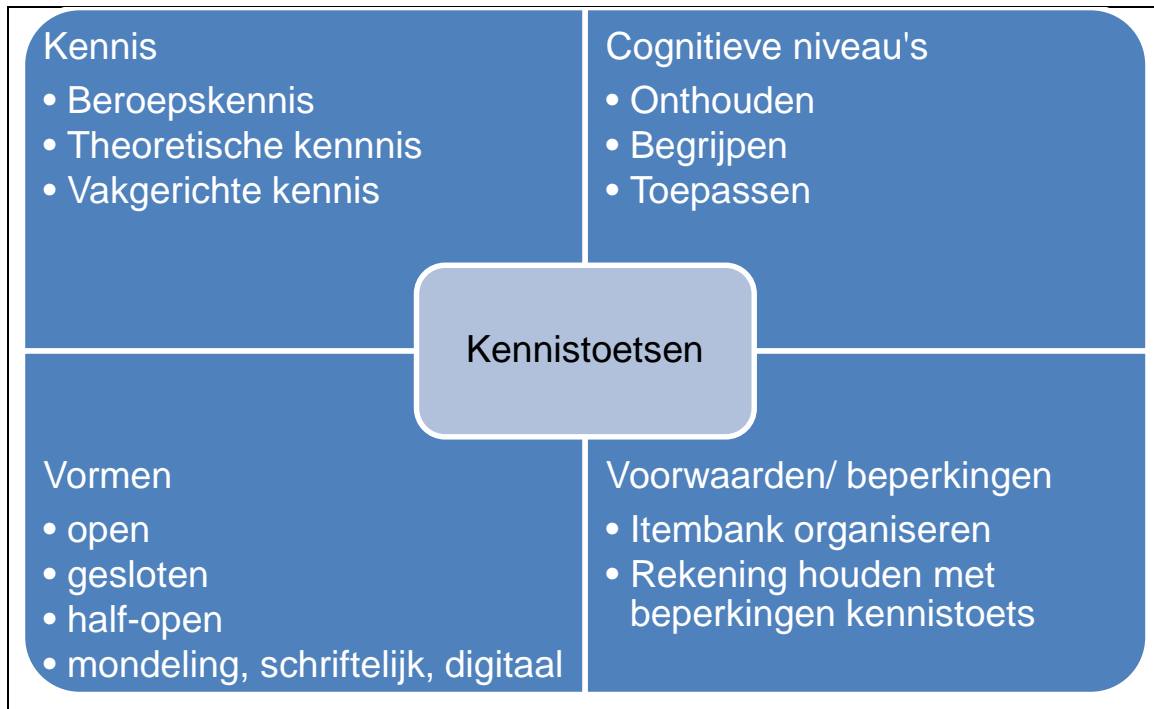 Kennis
• Beroepskennis
• Theoretische kennnis
• Vakgerichte kennis
Cognitieve niveau's
• Onthouden
• Begrijpen
• Toepassen
Kennistoetsen
Vormen
• open
• gesloten
• half-open
• mondeling, schriftelijk, digitaal
Voorwaarden/ beperkingen
• Itembank organiseren
• Rekening houden met
beperkingen kennistoets